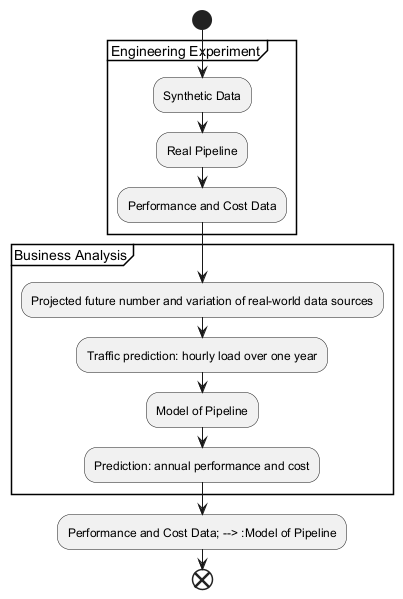 Engineering Experiment
Synthetic Data
Real Pipeline
Performance and Cost Data
Business Analysis
Projected future number and variation of real-world data sources
Traffic prediction: hourly load over one year
Model of Pipeline
Prediction: annual performance and cost
Performance and Cost Data; --> :Model of Pipeline